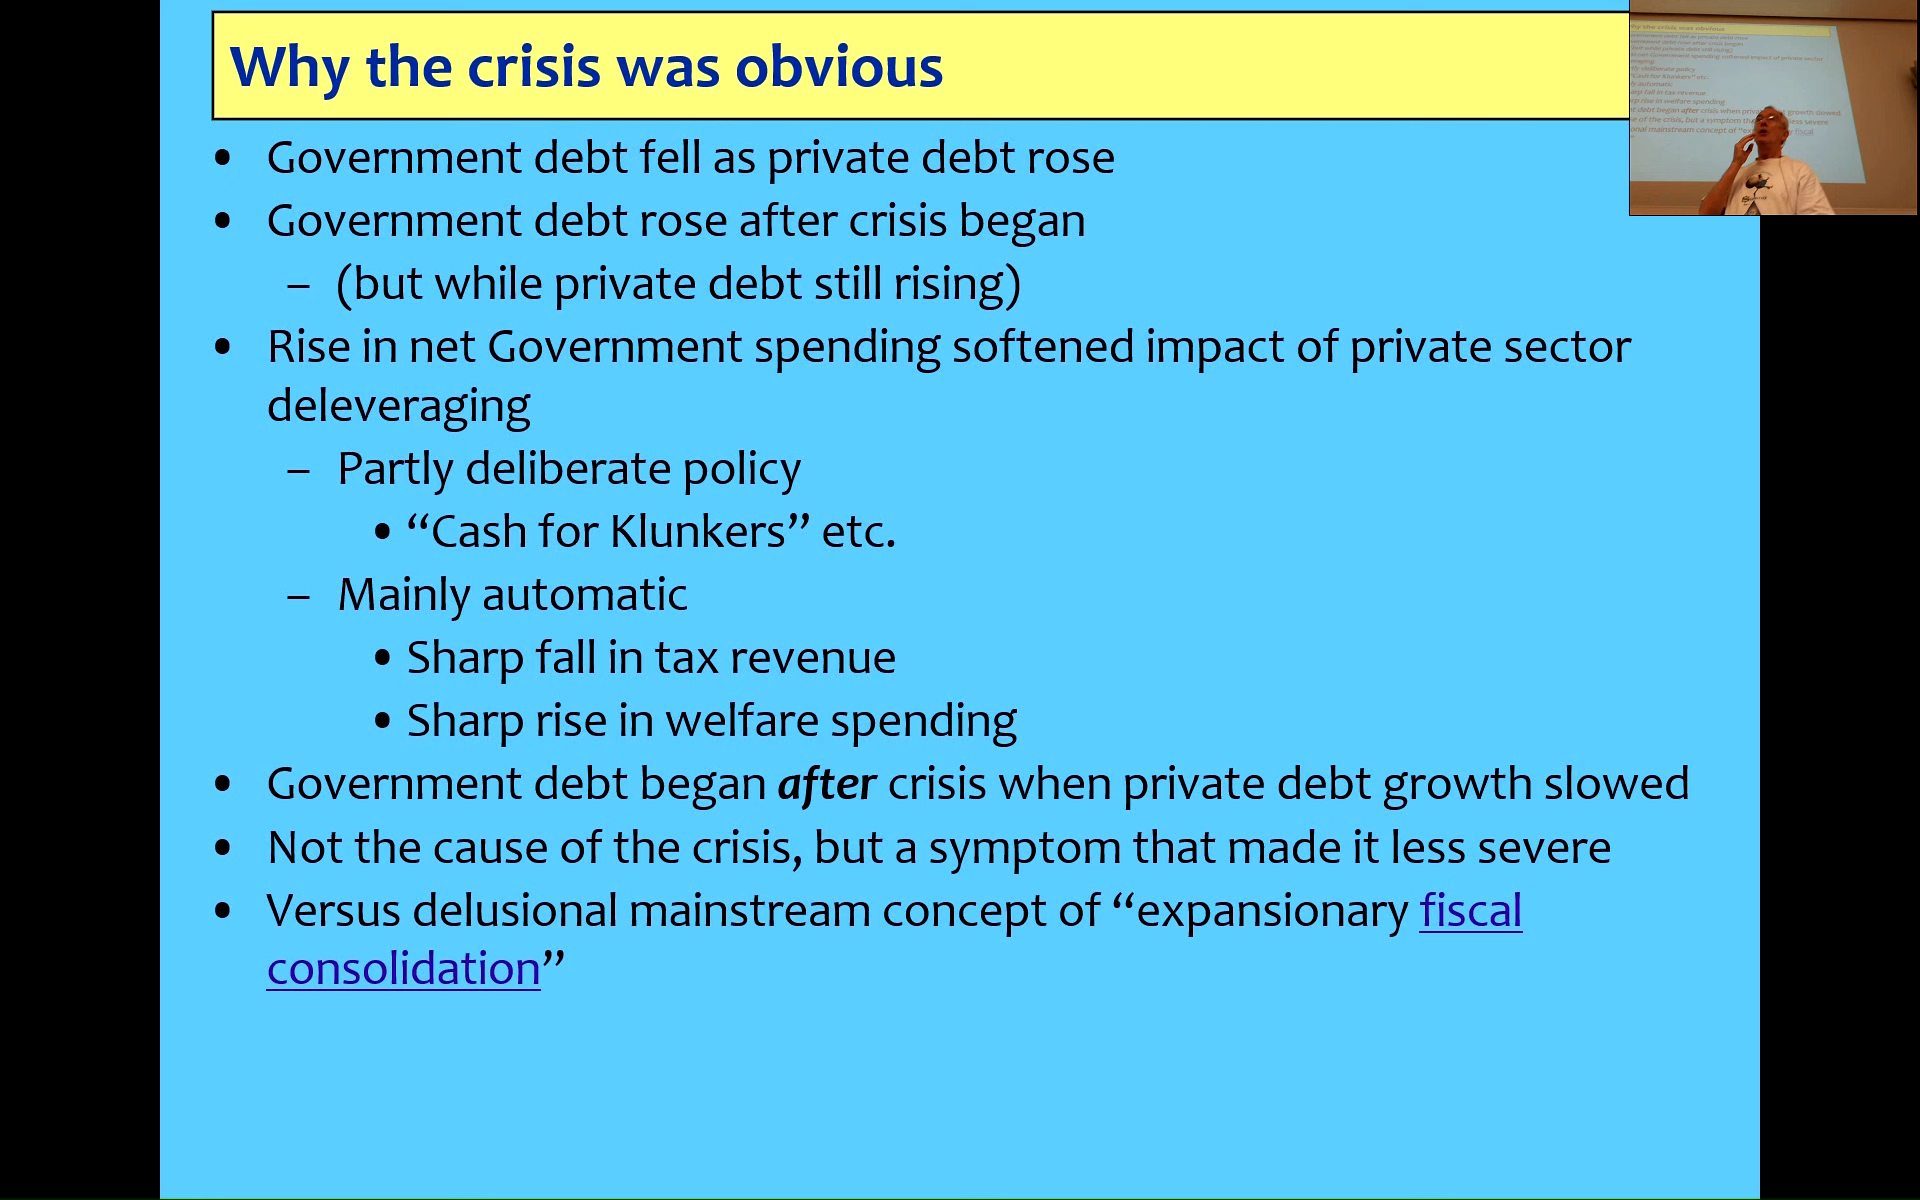 Why the crisis was obvious
• Government debt fell as private debt rose
• Government debt rose after crisis began
– (but while private debt still rising)
• Rise in net Government spending softened impact of private sector
deleveraging
– Partly deliberate policy
• “Cash for Klunkers” etc.
– Mainly automatic
• Sharp fall in tax revenue
• Sharp rise in welfare spending
• Government debt began after crisis when private debt growth slowed
• Not the cause of the crisis, but a symptom that made it less severe
• Versus delusional mainstream concept of “expansionary fiscal
consolidation”